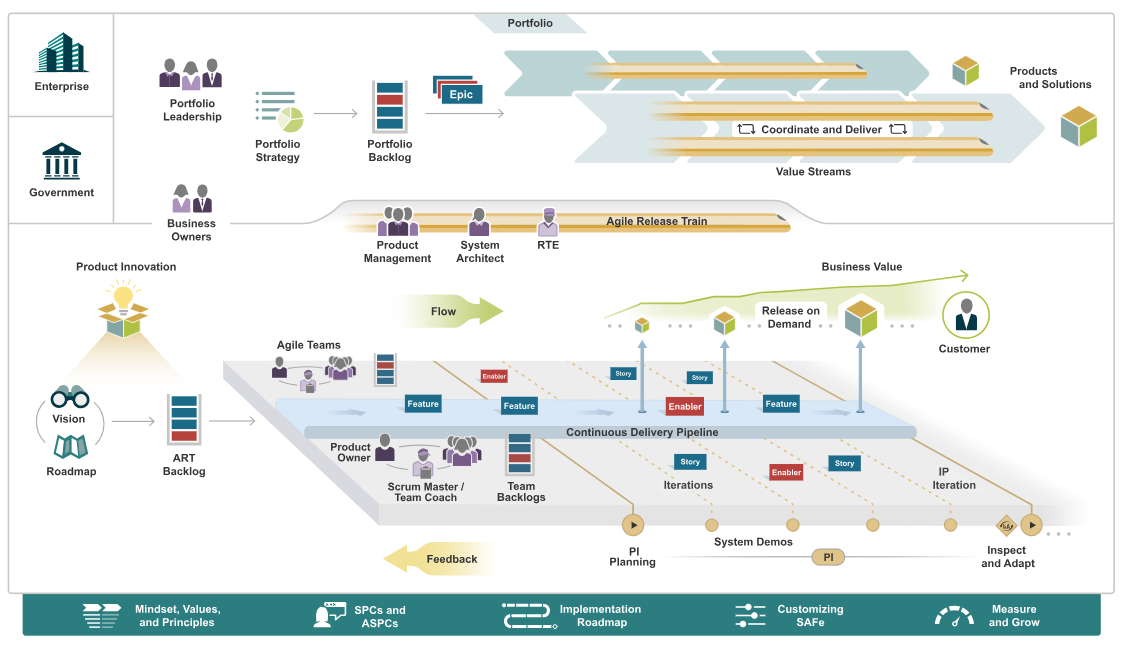 Portfolio
Enterprise
Government
Portfolio
Leadership
Portfolio
Strategy
Portfolio
Backlog
Epic
Products
and Solutions
Coordinate and Deliver
Value Streams
Business
Owners
Agile Release Train
Product
Management
System
Architect
RTE
Product Innovation
Business Value
Flow
Release on
Demand
Customer
Agile Teams
Enabler
Story
Story
Feature
Feature
Enabler
Feature
Vision
Roadmap
ART
Backlog
Continuous Delivery Pipeline
Product
Owner
Scrum Master /
Team Coach
Team
Backlogs
Story
Iterations
Enabler
Story
IP
Iteration
System Demos
PI
Planning
PI
Inspect
and Adapt
Feedback
Mindset, Values,
and Principles
SPCs and
ASPCs
Implementation
Roadmap
Customizing
SAFe
Measure
and Grow